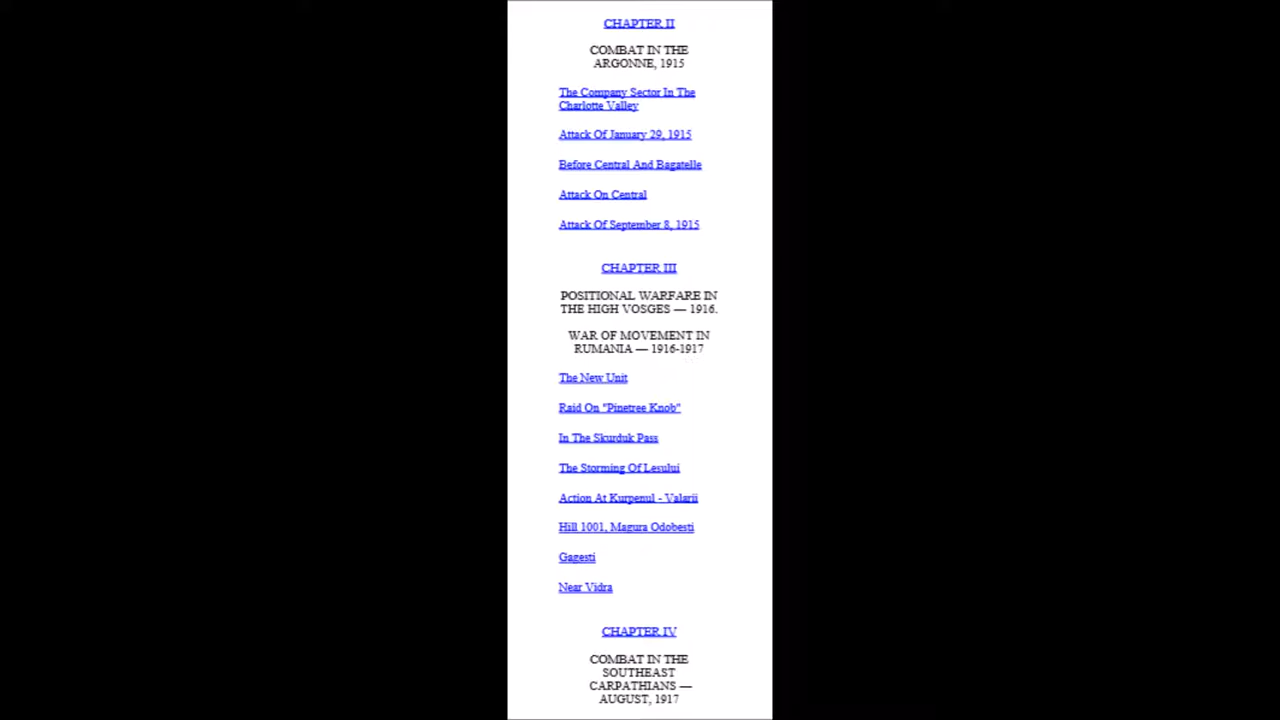 CHAPTER II
COMBAT IN THE
ARGONNE, 1915
The Company Sector In The
Charlotte Valley
Attack Of January 29, 1915
Before Central And Bagatelle
Attack On Central
Attack Of September 8, 1915
CHAPTER III
POSITIONAL WARFARE IN
THE HIGH VOSGES — 1916.
WAR OF MOVEMENT IN
RUMANIA — 1916-1917
The New Unit
Raid On "Pinetree Knob"
In The Skurduk Pass
The Storming Of Lesului
Action At Kurpenul - Valarii
Hill 1001, Magura Odobesti
Gagesti
Near Vidra
CHAPTER IV
COMBAT IN THE
SOUTHEAST
CARPATHIANS —
AUGUST, 1917